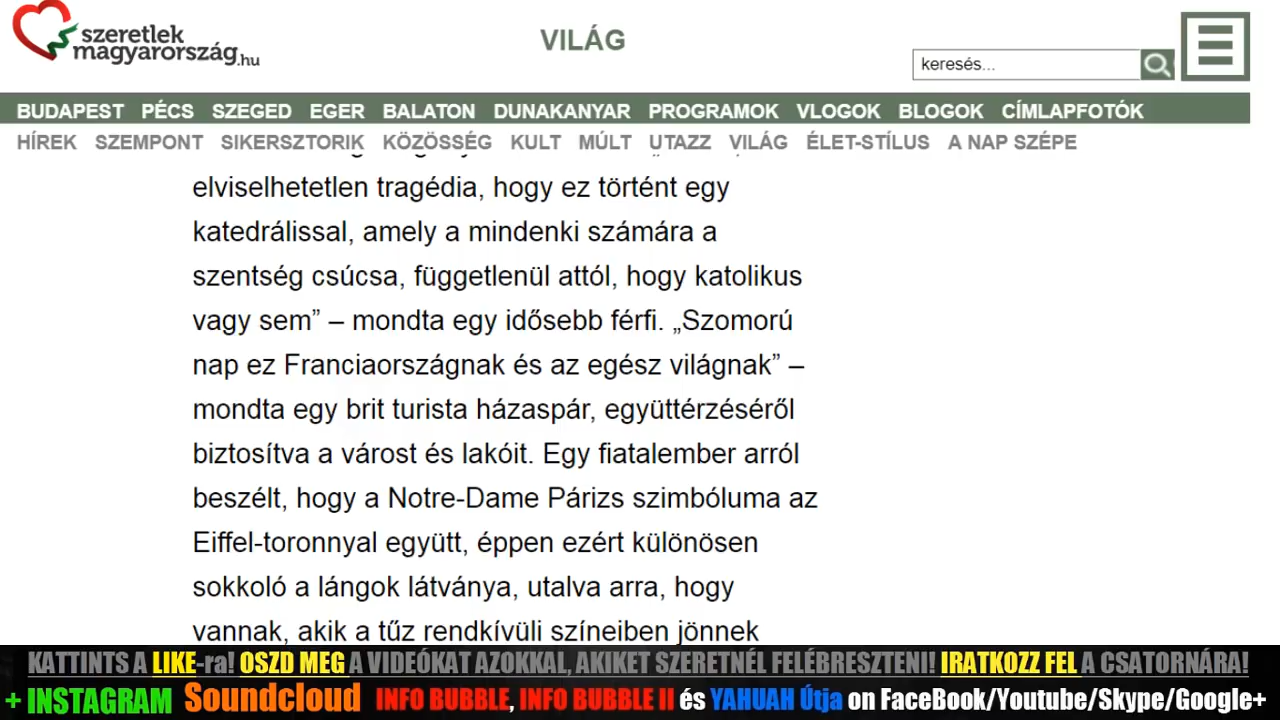 szeretlek
magyarország.hu
VILÁG
keresés...
BUDAPEST PÉCS SZEGED EGER BALATON DUNAKANYAR PROGRAMOK VLOGOK BLOGOK CÍMLAPFOTÓK
HÍREK SZEMPONT SIKERSZTORIK KÖZÖSSÉG KULT MÚLT UTAZZ VILÁG ÉLET-STÍLUS A NAP SZÉPE
elviselhetetlen tragédia, hogy ez történt egy
katedrálissal, amely a mindenki számára a
szentség csúcsa, függetlenül attól, hogy katolikus
vagy sem” – mondta egy idősebb férfi. „Szomorú
nap ez Franciaországnak és az egész világnak” –
mondta egy brit turista házaspár, együttérzéséről
biztosítva a várost és lakóit. Egy fiatalember arról
beszélt, hogy a Notre-Dame Párizs szimbóluma az
Eiffel-toronnyal együtt, éppen ezért különösen
sokkoló a lángok látványa, utalva arra, hogy
vannak, akik a tűz rendkívüli színeiben jönnek
KATTINTS A LIKE-ra! OSZD MEG A VIDEÓKAT AZOKKAL, AKIKET SZERETNÉL FELÉBRESZTENI! IRATKOZZ FEL A CSATORNÁRA!
+ INSTAGRAM Soundcloud INFO BUBBLE, INFO BUBBLE II és YAHUAH Útja on FaceBook/Youtube/Skype/Google+